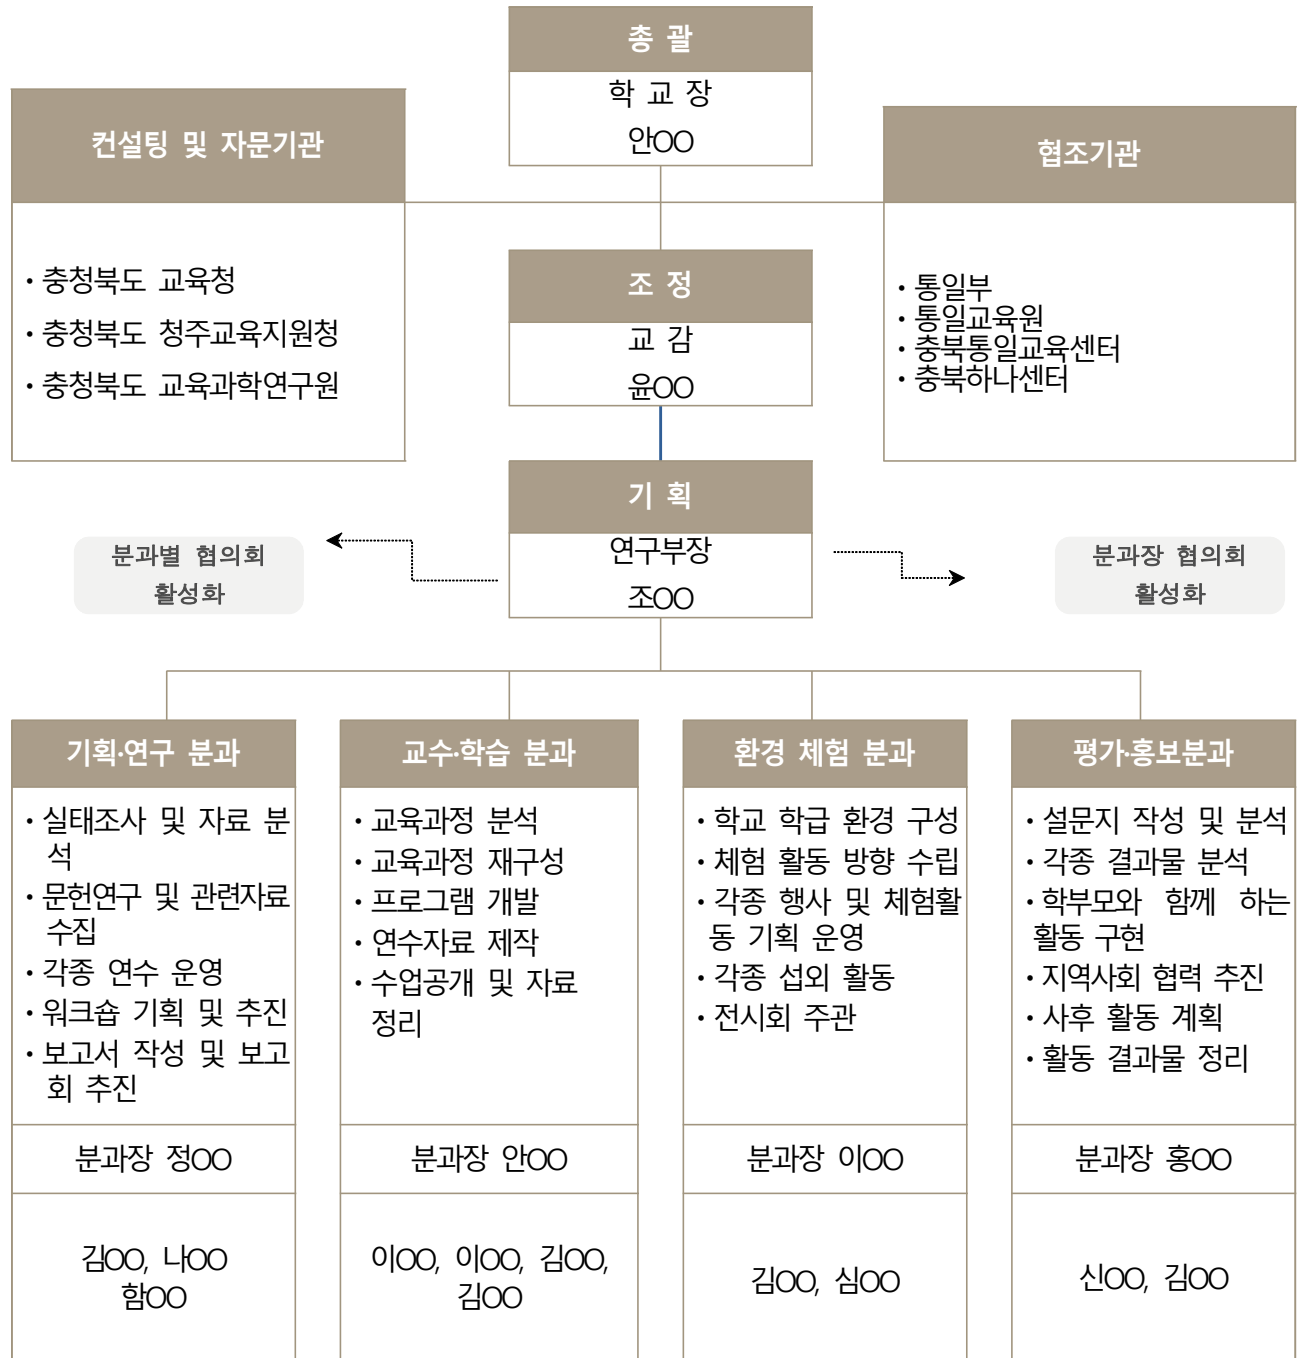 총 괄
학 교 장
안OO
컨설팅 및 자문기관
• 충청북도 교육청
• 충청북도 청주교육지원청
• 충청북도 교육과학연구원
협조기관
• 통일부
• 통일교육원
• 충북통일교육센터
• 충북하나센터
조 정
교 감
윤OO
기 획
연구부장
조OO
분과별 협의회
활성화
분과장 협의회
활성화
기획·연구 분과
• 실태조사 및 자료 분
석
• 문헌연구 및 관련자료
수집
• 각종 연수 운영
• 워크숍 기획 및 추진
• 보고서 작성 및 보고
회 추진
분과장 정OO
김OO, 나OO
함OO
교수·학습 분과
• 교육과정 분석
• 교육과정 재구성
• 프로그램 개발
• 연수자료 제작
• 수업공개 및 자료
정리
분과장 안OO
이OO, 이OO, 김OO,
김OO
환경 체험 분과
• 학교 학급 환경 구성
• 체험 활동 방향 수립
• 각종 행사 및 체험활
동 기획 운영
• 각종 섭외 활동
• 전시회 주관
분과장 이OO
김OO, 심OO
평가·홍보분과
• 설문지 작성 및 분석
• 각종 결과물 분석
• 학부모와 함께 하는
활동 구현
• 지역사회 협력 추진
• 사후 활동 계획
• 활동 결과물 정리
분과장 홍OO
신OO, 김OO